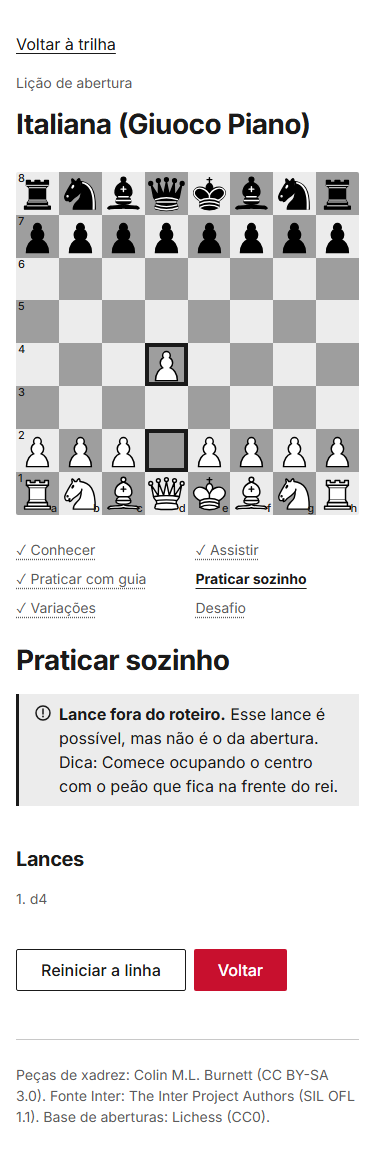 Voltar à trilha
Lição de abertura
Italiana (Giuoco Piano)
8
7
6
5
4
3
2
1
a b c d e f g h
✓ Conhecer ✓ Assistir
✓ Praticar com guia Praticar sozinho
✓ Variações Desafio
Praticar sozinho
Lance fora do roteiro. Esse lance é
possível, mas não é o da abertura.
Dica: Comece ocupando o centro
com o peão que fica na frente do rei.
Lances
1. d4
Reiniciar a linha Voltar
Peças de xadrez: Colin M.L. Burnett (CC BY-SA
3.0). Fonte Inter: The Inter Project Authors (SIL OFL
1.1). Base de aberturas: Lichess (CC0).